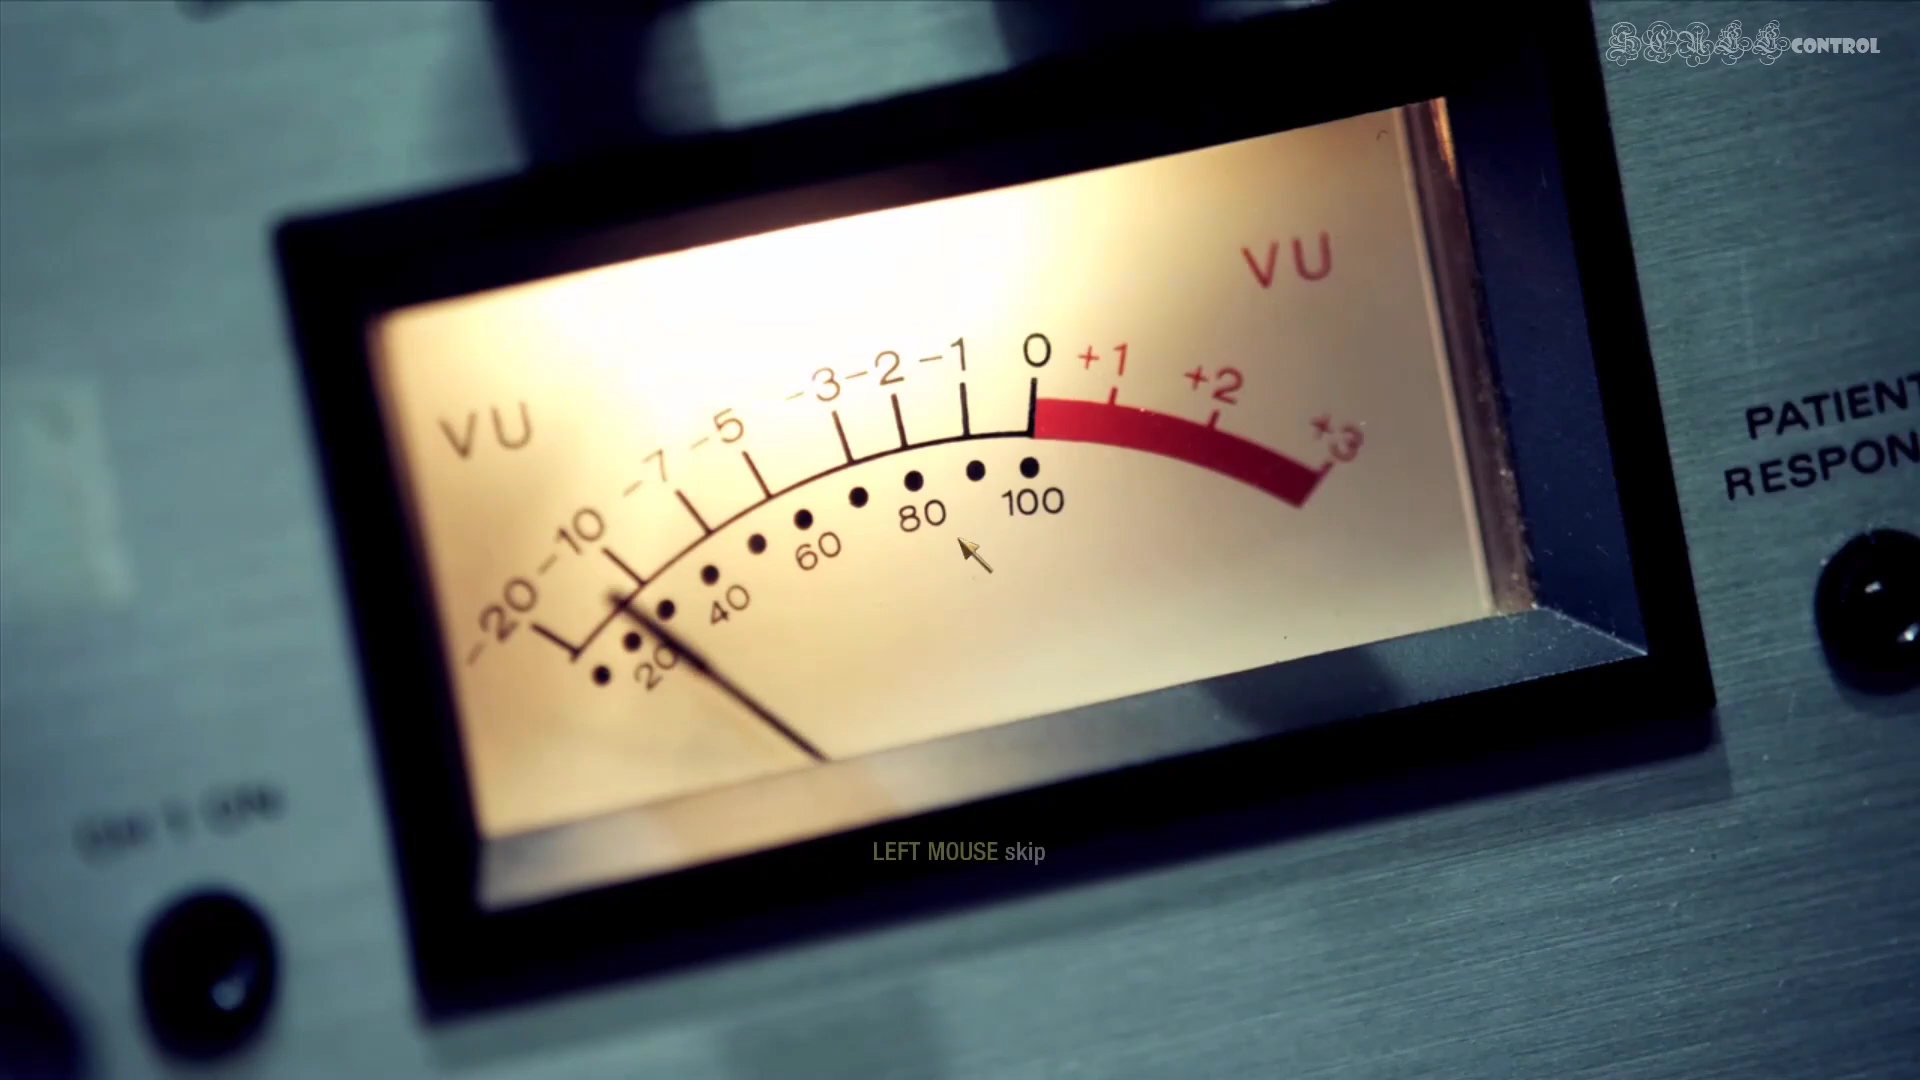 CONTROL
VU
VU
-20 -10 -7 -5 -3 -2 -1 0 +1 +2 +3
20 40 60 80 100
PATIENT
RESPON
LEFT MOUSE skip